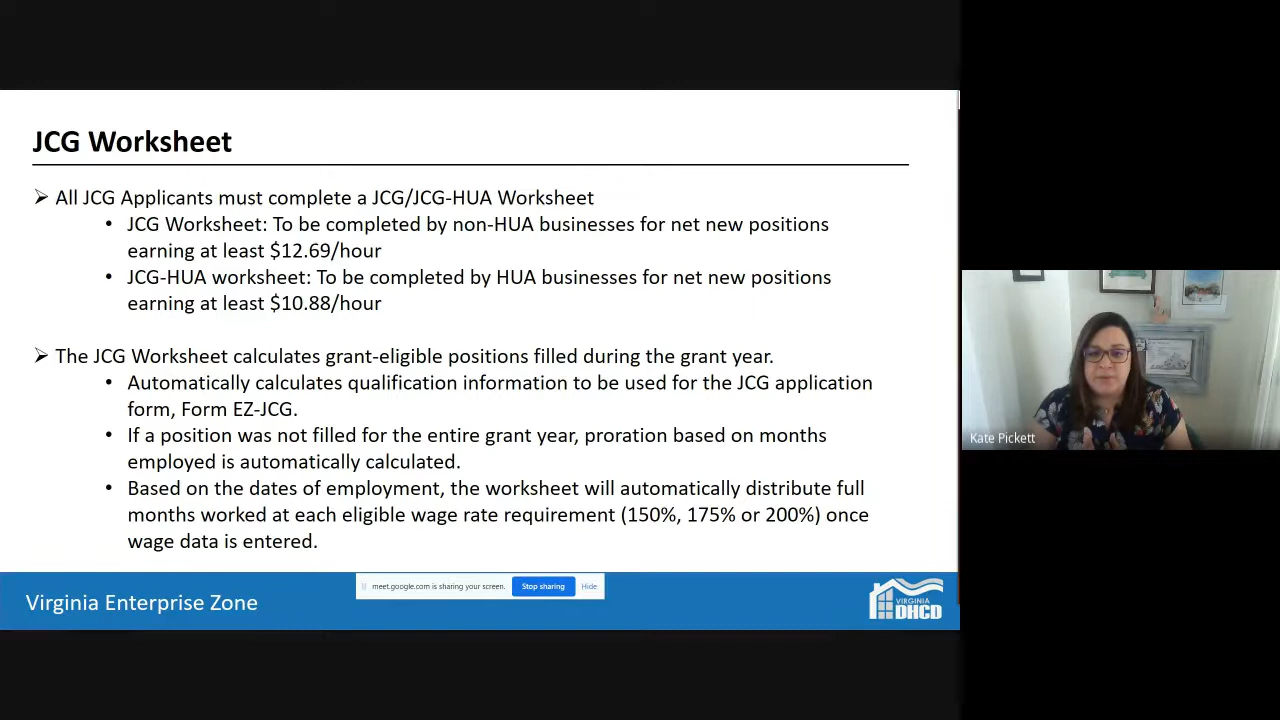 JCG Worksheet
➢ All JCG Applicants must complete a JCG/JCG-HUA Worksheet
• JCG Worksheet: To be completed by non-HUA businesses for net new positions
earning at least $12.69/hour
• JCG-HUA worksheet: To be completed by HUA businesses for net new positions
earning at least $10.88/hour
➢ The JCG Worksheet calculates grant-eligible positions filled during the grant year.
• Automatically calculates qualification information to be used for the JCG application
form, Form EZ-JCG.
• If a position was not filled for the entire grant year, proration based on months
employed is automatically calculated.
• Based on the dates of employment, the worksheet will automatically distribute full
months worked at each eligible wage rate requirement (150%, 175% or 200%) once
wage data is entered.
meet.google.com is sharing your screen. Stop sharing Hide
Virginia Enterprise Zone
VIRGINIA
DHCD
Kate Pickett